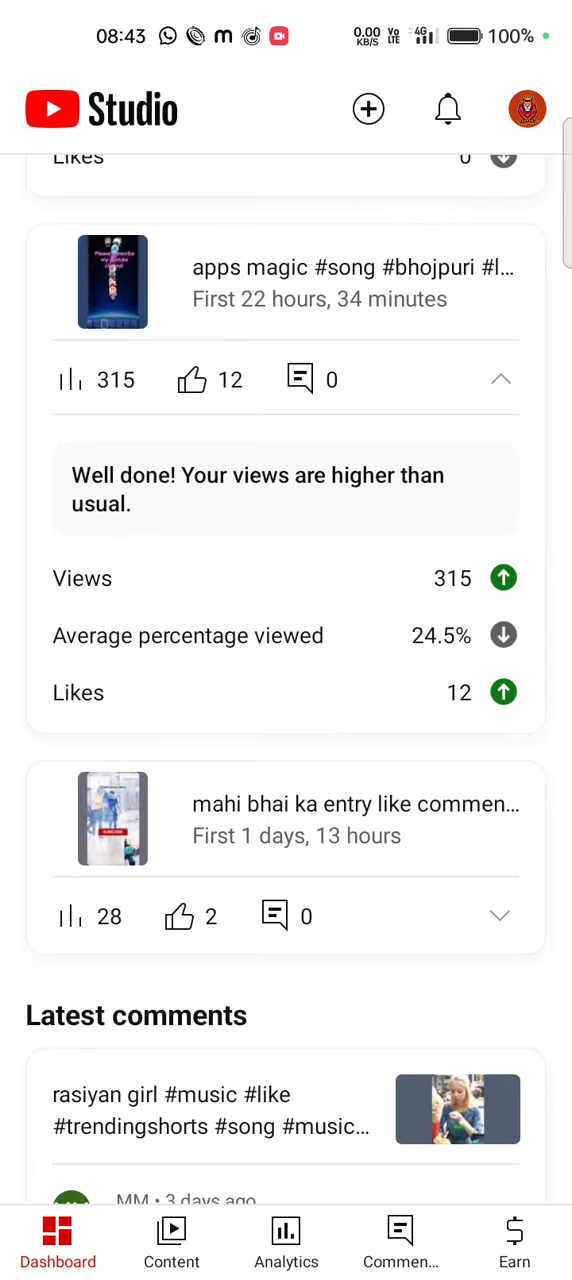 08:43 0.00 KB/S Vo LTE 4G 100%
Studio
Likes 0
apps magic #song #bhojpuri #l...
First 22 hours, 34 minutes
315 12 0
Well done! Your views are higher than
usual.
Views 315
Average percentage viewed 24.5%
Likes 12
mahi bhai ka entry like commen...
First 1 days, 13 hours
28 2 0
Latest comments
rasiyan girl #music #like
#trendingshorts #song #music...
MM • 3 days ago
Dashboard Content Analytics Commen... Earn